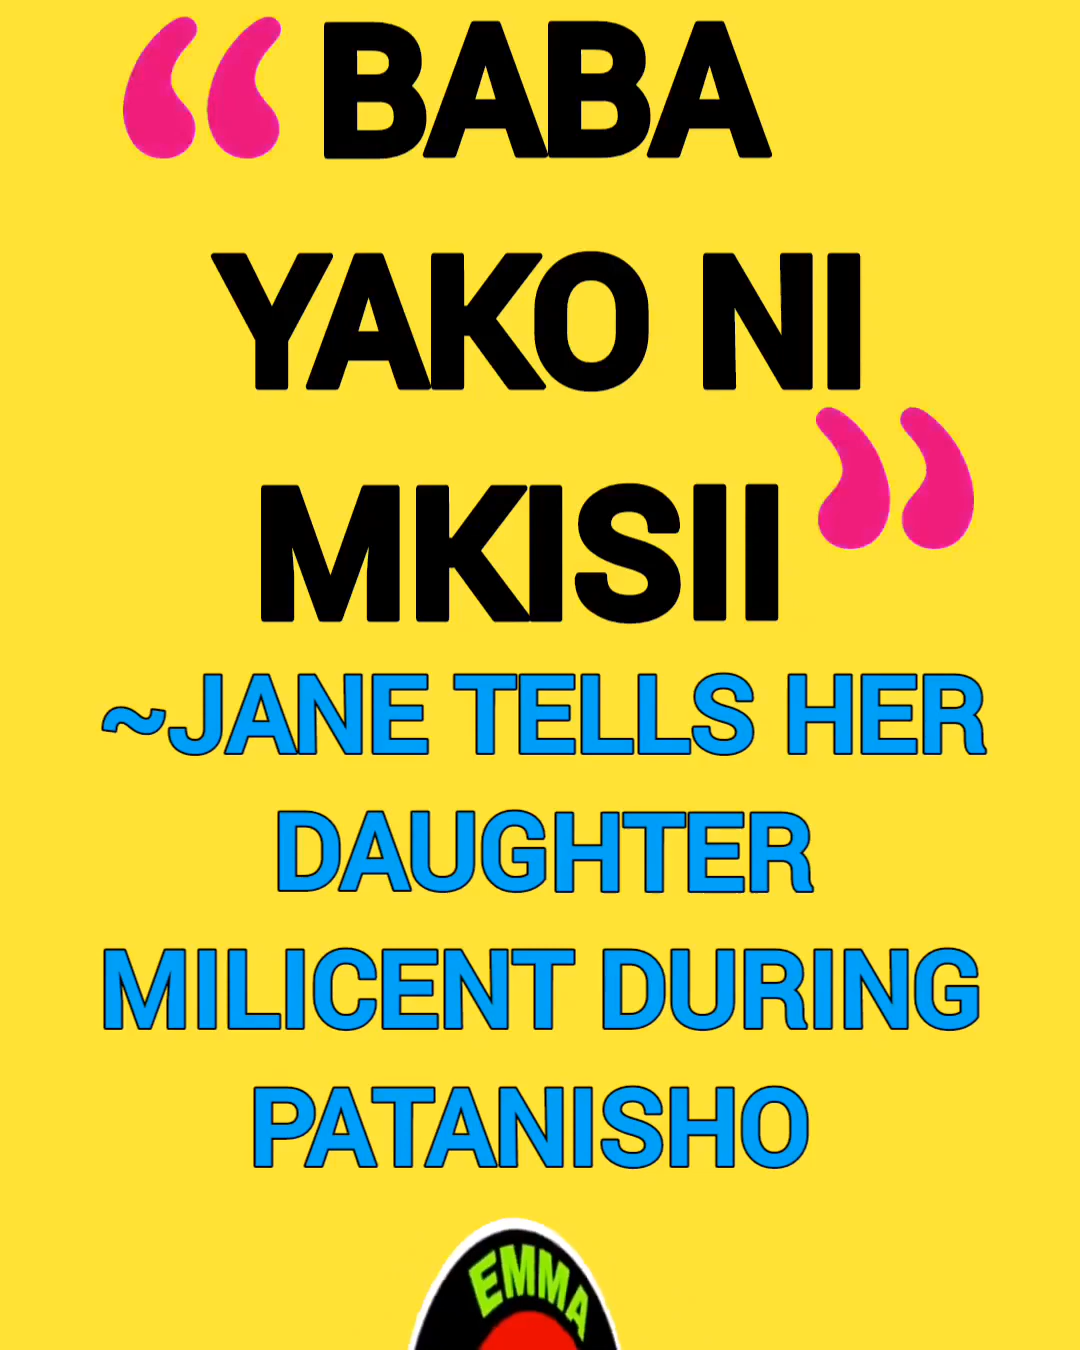 “BABA
YAKO NI
MKISII”
~JANE TELLS HER
DAUGHTER
MILICENT DURING
PATANISHO
EMMA